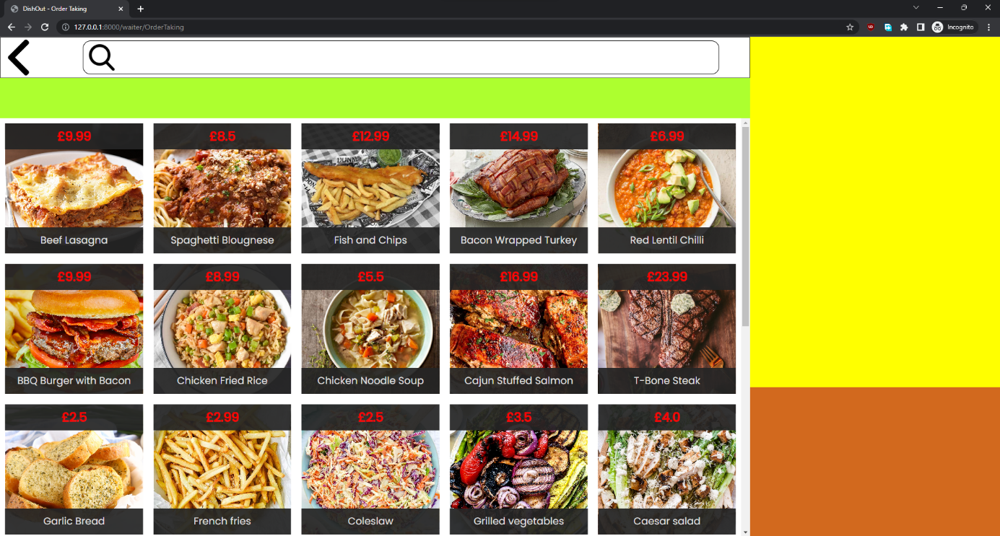 DishOut - Order Taking
127.0.0.1:8000/waiter/OrderTaking
Incognito
£9.99 £8.5 £12.99 £14.99 £6.99
Beef Lasagna Spaghetti Blougnese Fish and Chips Bacon Wrapped Turkey Red Lentil Chilli
£9.99 £8.99 £5.5 £16.99 £23.99
BBQ Burger with Bacon Chicken Fried Rice Chicken Noodle Soup Cajun Stuffed Salmon T-Bone Steak
£2.5 £2.99 £2.5 £3.5 £4.0
Garlic Bread French fries Coleslaw Grilled vegetables Caesar salad